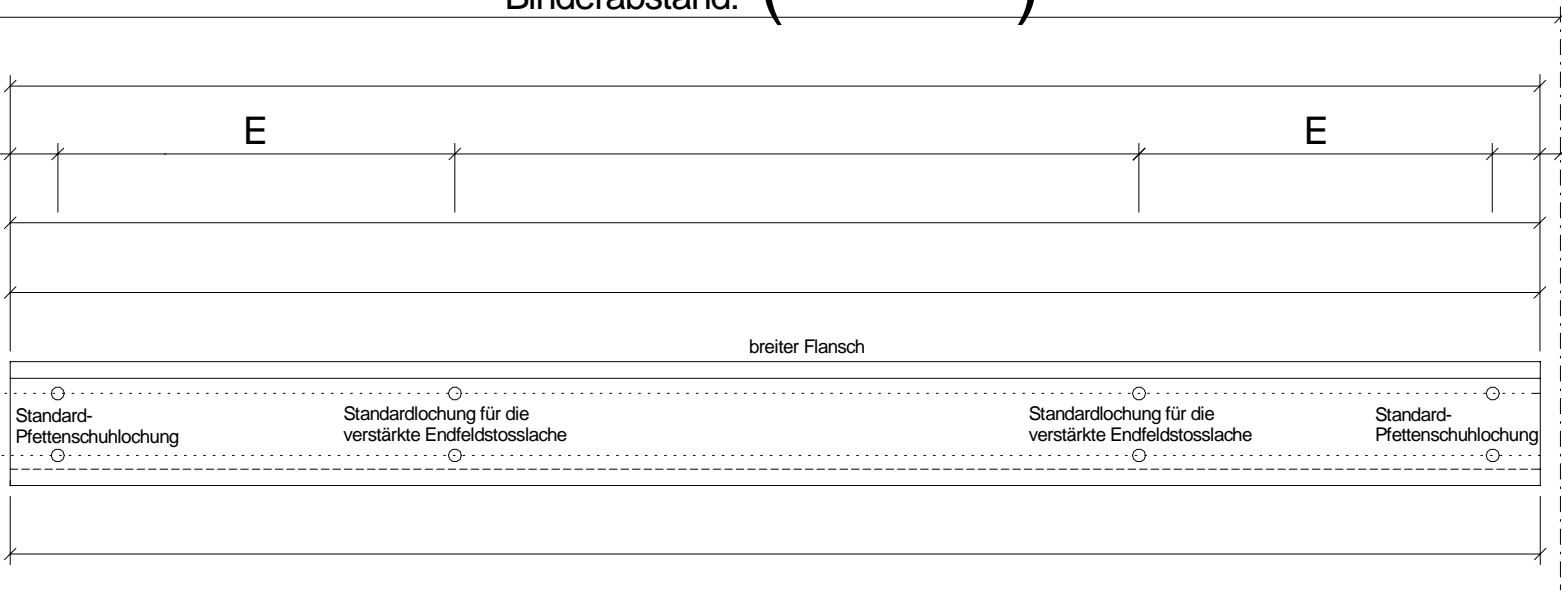 Binderabstand: ( )
E E
breiter Flansch
Standard-
Pfettenschuhlochung
Standardlochung für die
verstärkte Endfeldstosslache
Standardlochung für die
verstärkte Endfeldstosslache
Standard-
Pfettenschuhlochung